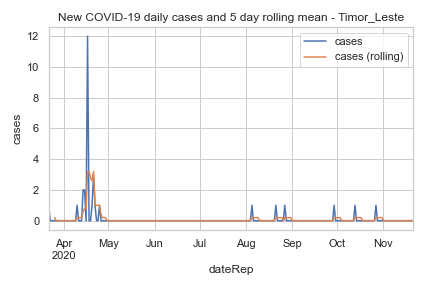 New COVID-19 daily cases and 5 day rolling mean - Timor_Leste
cases
cases (rolling)
12
10
8
6
4
2
0
cases
Apr
2020
May
Jun
Jul
Aug
Sep
Oct
Nov
dateRep